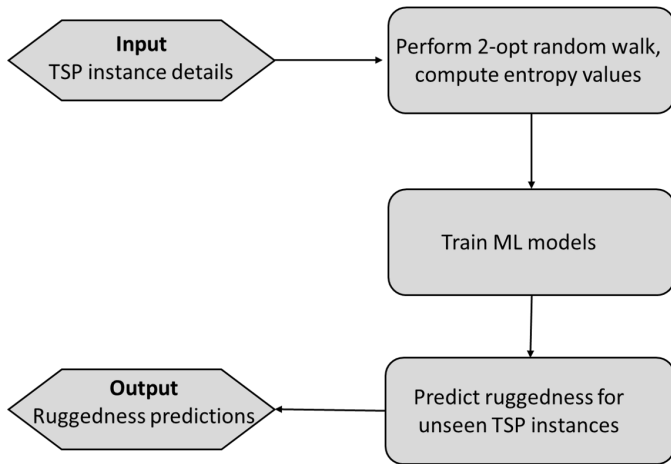 Input
TSP instance details
Perform 2-opt random walk,
compute entropy values
Train ML models
Predict ruggedness for
unseen TSP instances
Output
Ruggedness predictions